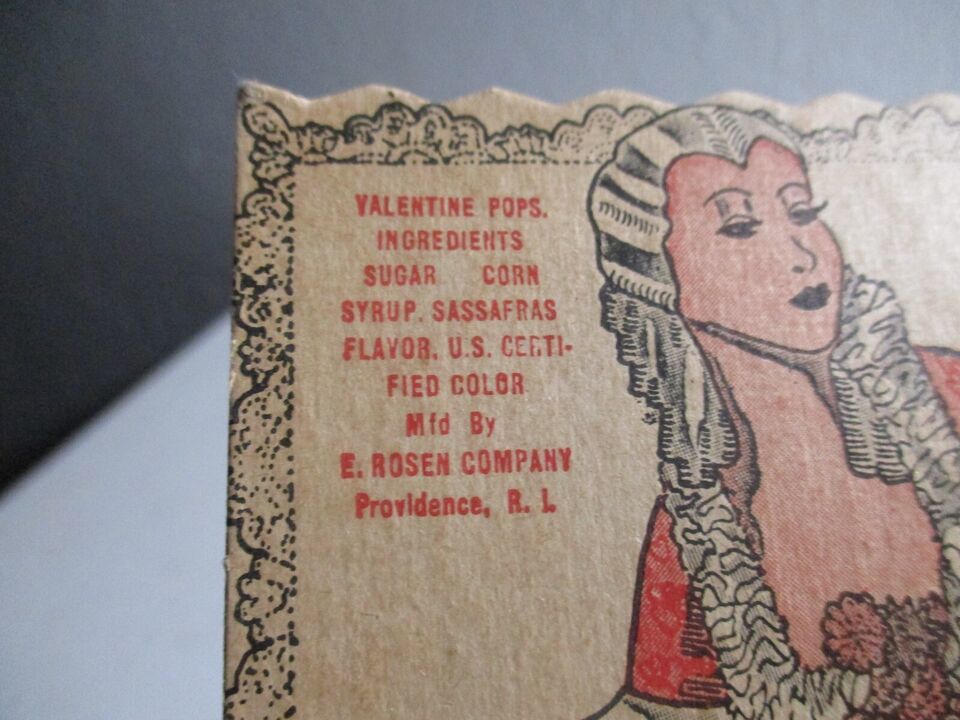 VALENTINE POPS.
INGREDIENTS
SUGAR CORN
SYRUP. SASSAFRAS
FLAVOR, U.S. CERTI-
FIED COLOR
Mfd By
E. ROSEN COMPANY
Providence, R. I.